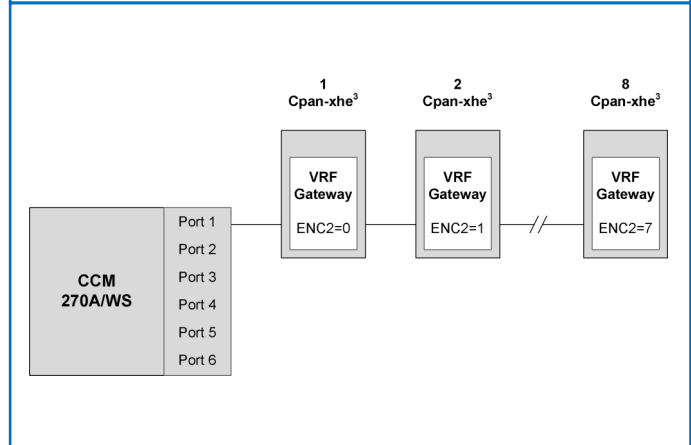 1
Cpan-xhe³
2
Cpan-xhe³
8
Cpan-xhe³
VRF
Gateway
ENC2=0
VRF
Gateway
ENC2=1
VRF
Gateway
ENC2=7
CCM
270A/WS
Port 1
Port 2
Port 3
Port 4
Port 5
Port 6